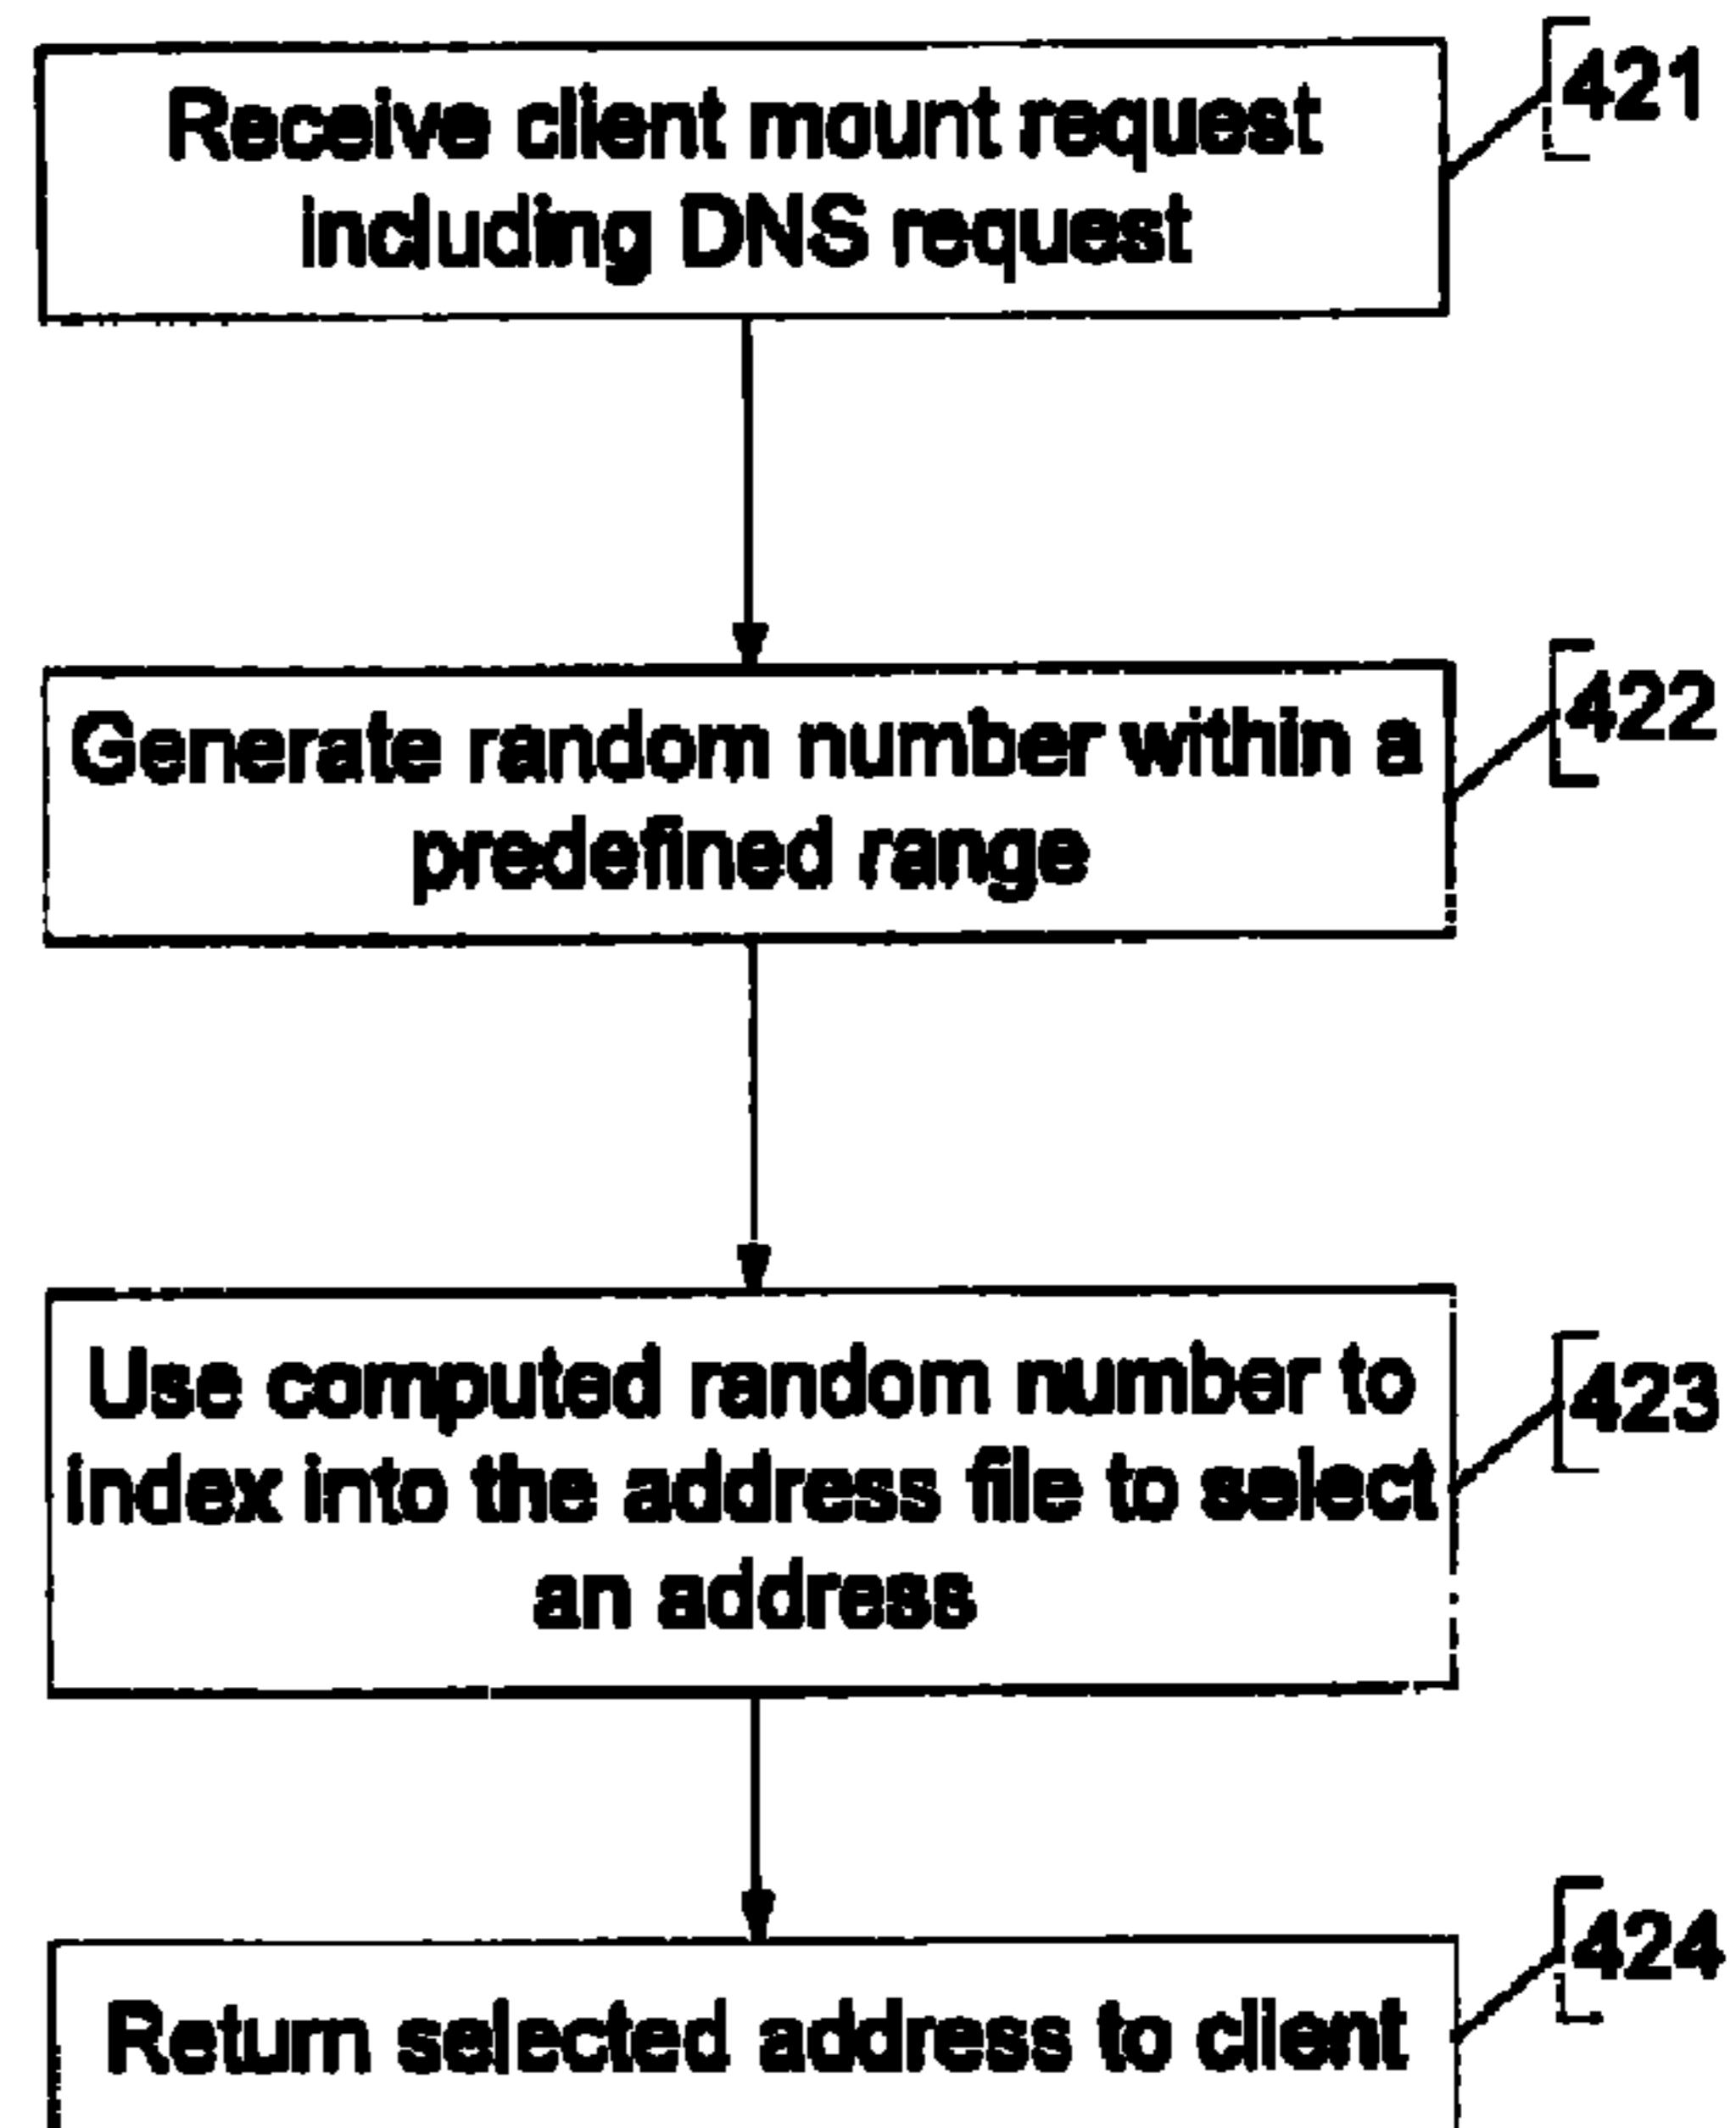 Receive client mount request
including DNS request
421
Generate random number within a
predefined range
422
Use computed random number to
index into the address file to select
an address
423
Return selected address to client
424